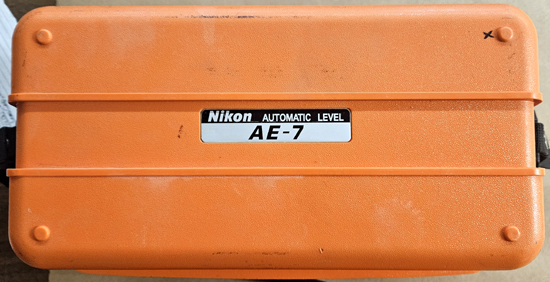 x
Nikon AUTOMATIC LEVEL
AE-7